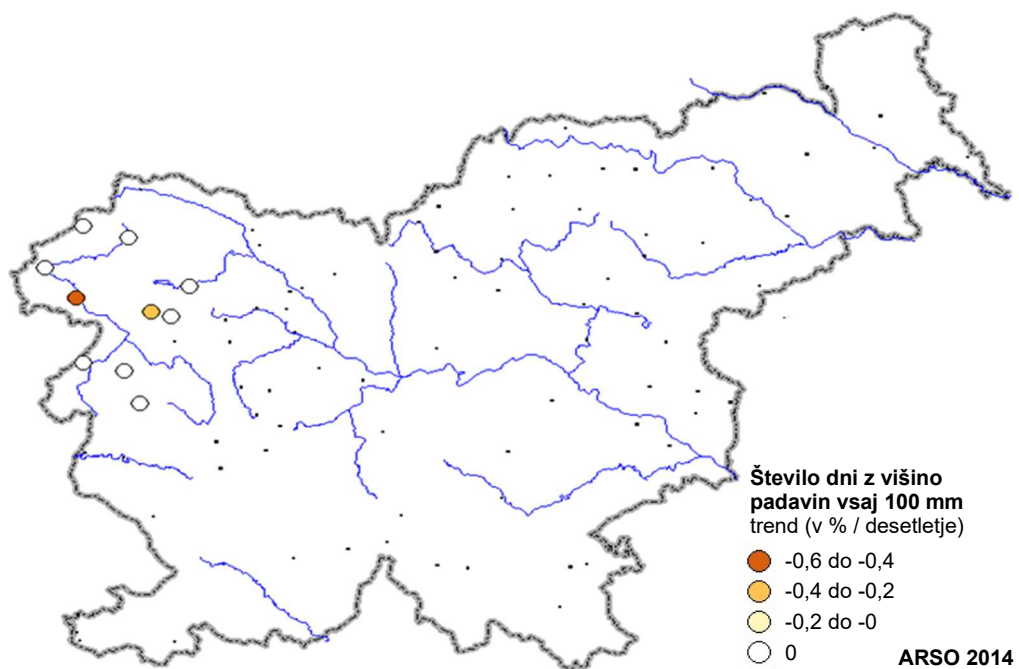 Število dni z višino
padavin vsaj 100 mm
trend (v % / desetletje)
-0,6 do -0,4
-0,4 do -0,2
-0,2 do -0
0
ARSO 2014